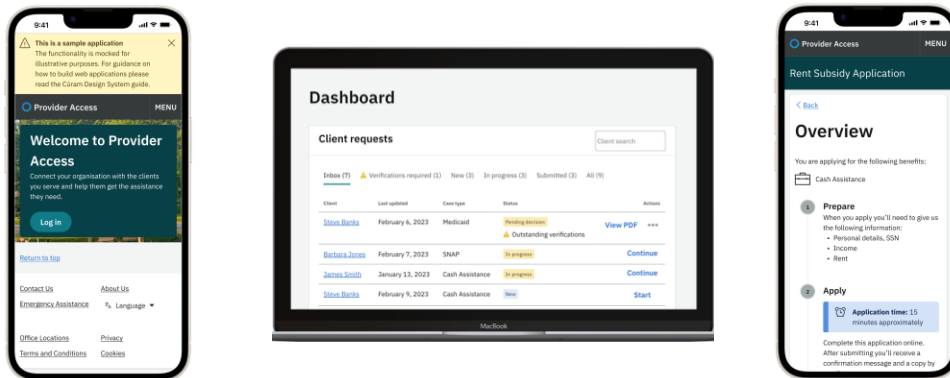 9:41
This is a sample application
The functionality is mocked for
illustrative purposes. For guidance on
how to build web applications please
read the Cúram Design System guide.
Provider Access
MENU
Welcome to Provider
Access
Connect your organisation with the clients
you serve and help them get the assistance
they need.
Log in
Return to top
Contact Us
About Us
Emergency Assistance
Language
Office Locations
Privacy
Terms and Conditions
Cookies
Dashboard
Client requests
Client search
Inbox (7) Verifications required (1) New (3) In progress (3) Submitted (3) All (9)
Client Last updated Case type Status Actions
Steve Banks February 6, 2023 Medicaid Pending decision View PDF
Outstanding verifications
Barbara Jones February 7, 2023 SNAP In progress Continue
James Smith January 13, 2023 Cash Assistance In progress Continue
Steve Banks February 9, 2023 Cash Assistance New Start
MacBook
9:41
Provider Access
MENU
Rent Subsidy Application
< Back
Overview
You are applying for the following benefits:
Cash Assistance
1 Prepare
When you apply you'll need to give us
the following information:
• Personal details, SSN
• Income
• Rent
2 Apply
Application time: 15
minutes approximately
Complete this application online.
After submitting you'll receive a
confirmation message and a copy by